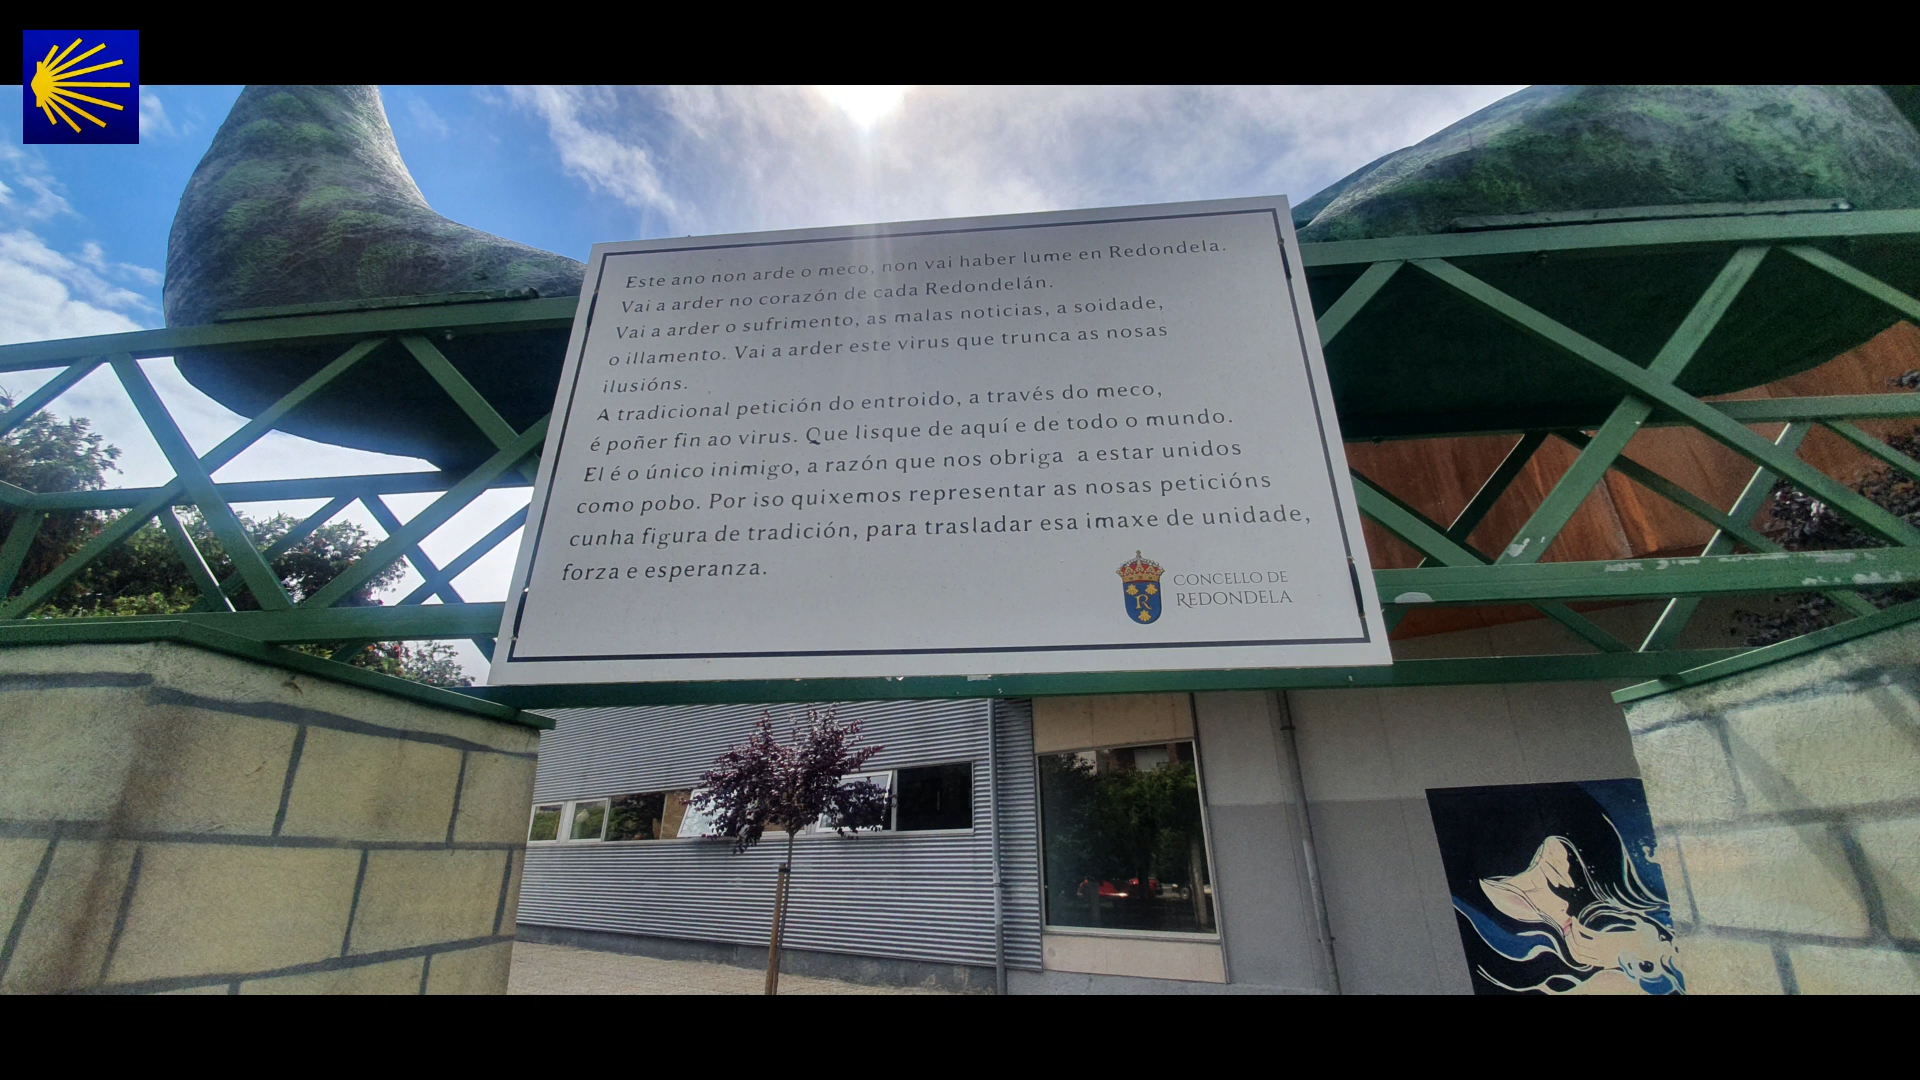 Este ano non arde o meco, non vai haber lume en Redondela.
Vai a arder no corazón de cada Redondelán.
Vai a arder o sufrimento, as malas noticias, a soidade,
o illamento. Vai a arder este virus que trunca as nosas
ilusións.
A tradicional petición do entroido, a través do meco,
é poñer fin ao virus. Que lisque de aquí e de todo o mundo.
El é o único inimigo, a razón que nos obriga a estar unidos
como pobo. Por iso quixemos representar as nosas peticións
cunha figura de tradición, para trasladar esa imaxe de unidade,
forza e esperanza.
R
CONCELLO DE
REDONDELA